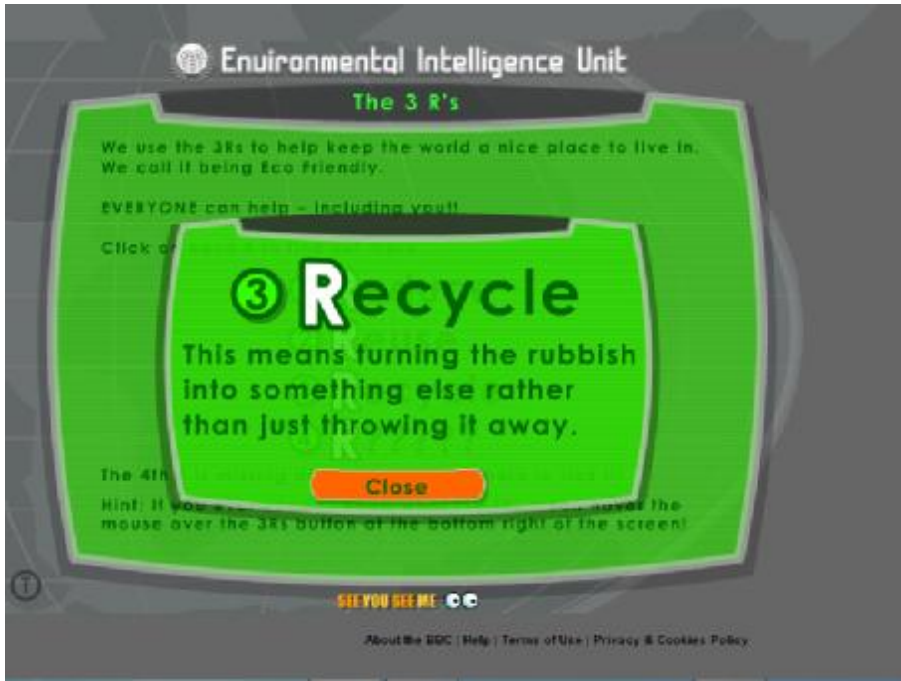 Environmental Intelligence Unit
The 3 R's
We use the 3Rs to help keep the world a nice place to live in.
We call it being Eco Friendly.
EVERYONE can help - including you!!
Click
3 Recycle
This means turning the rubbish
into something else rather
than just throwing it away.
The 4th
Close
Hint: If you
the
mouse over the 3Rs button at the bottom right of the screen!
SEE YOU SEE ME
About the BBC | Help | Terms of Use | Privacy & Cookies Policy